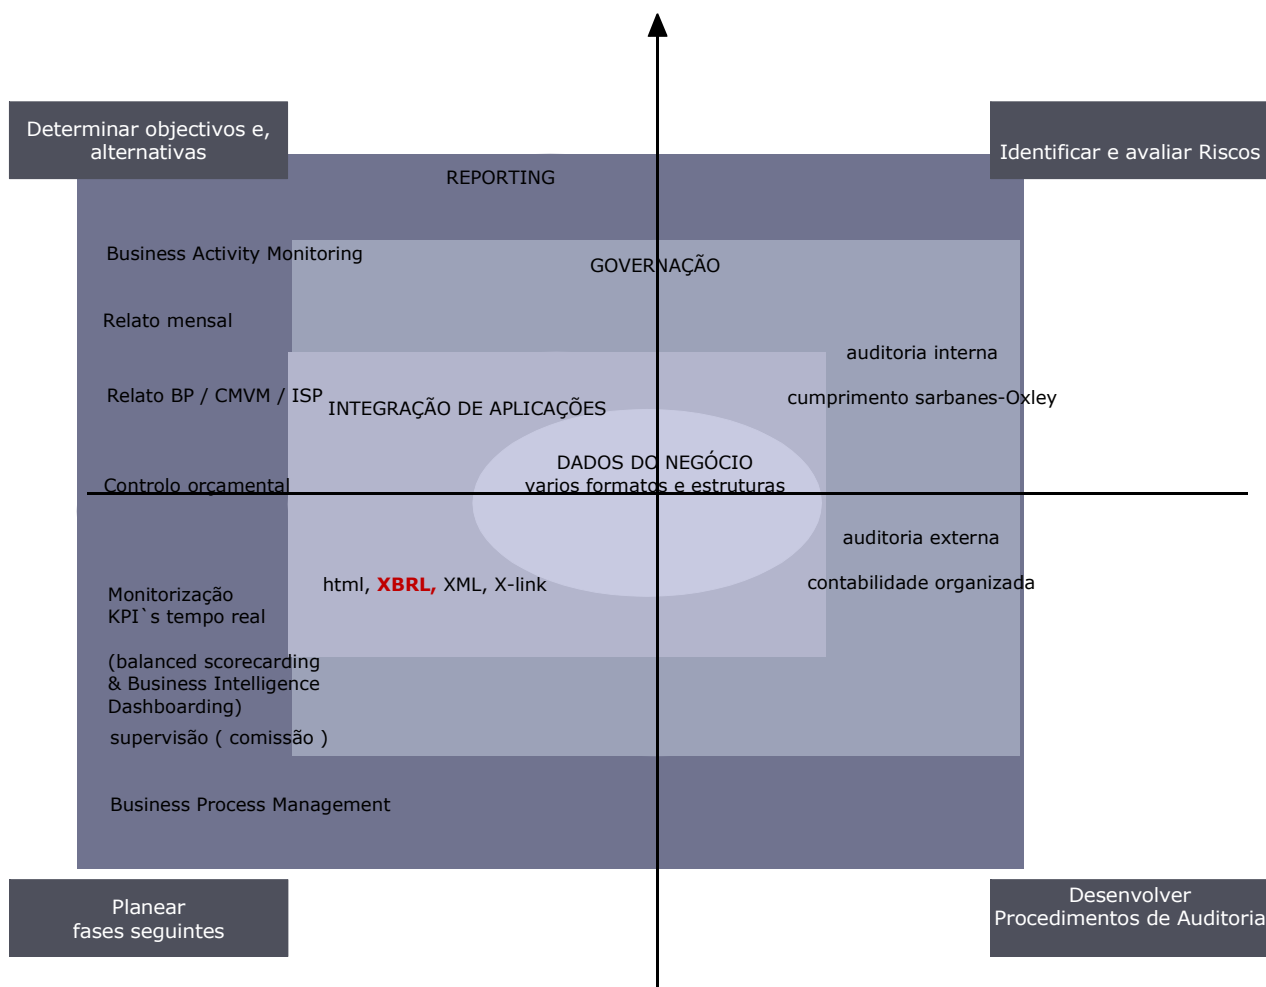 Determinar objectivos e,
alternativas
Identificar e avaliar Riscos
REPORTING
Business Activity Monitoring
GOVERNAÇÃO
Relato mensal
auditoria interna
Relato BP / CMVM / ISP
cumprimento sarbanes-Oxley
INTEGRAÇÃO DE APLICAÇÕES
DADOS DO NEGÓCIO
varios formatos e estruturas
Controlo orçamental
auditoria externa
html, XBRL, XML, X-link
contabilidade organizada
Monitorização
KPI`s tempo real
(balanced scorecarding
& Business Intelligence
Dashboarding)
supervisão ( comissão )
Business Process Management
Planear
fases seguintes
Desenvolver
Procedimentos de Auditoria